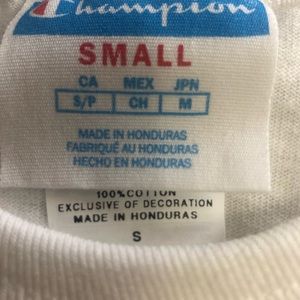 Champion
SMALL
CA MEX JPN
S/P CH M
MADE IN HONDURAS
FABRIQUÉ AU HONDURAS
HECHO EN HONDURAS
100%COTTON
EXCLUSIVE OF DECORATION
MADE IN HONDURAS
S